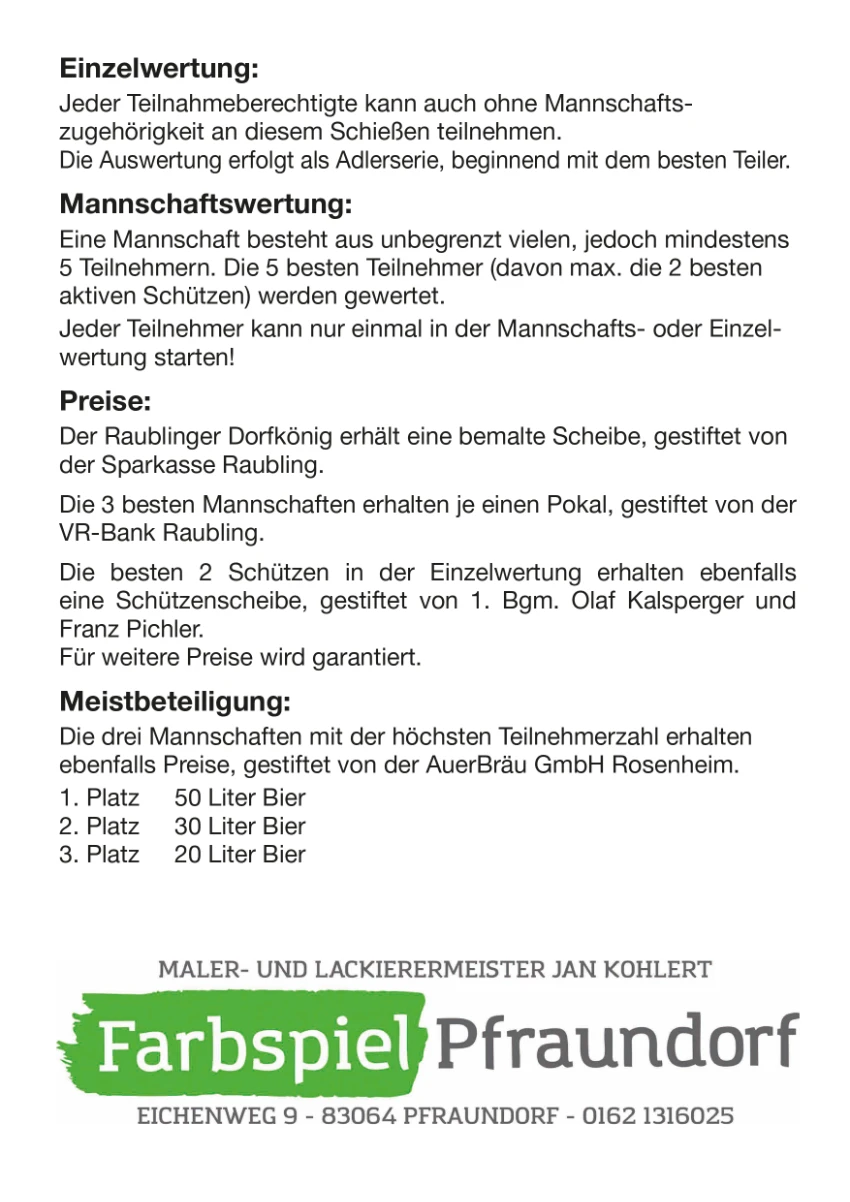 Einzelwertung:
Jeder Teilnahmeberechtigte kann auch ohne Mannschafts-
zugehörigkeit an diesem Schießen teilnehmen.
Die Auswertung erfolgt als Adlerserie, beginnend mit dem besten Teiler.
Mannschaftswertung:
Eine Mannschaft besteht aus unbegrenzt vielen, jedoch mindestens
5 Teilnehmern. Die 5 besten Teilnehmer (davon max. die 2 besten
aktiven Schützen) werden gewertet.
Jeder Teilnehmer kann nur einmal in der Mannschafts- oder Einzel-
wertung starten!
Preise:
Der Raublinger Dorfkönig erhält eine bemalte Scheibe, gestiftet von
der Sparkasse Raubling.
Die 3 besten Mannschaften erhalten je einen Pokal, gestiftet von der
VR-Bank Raubling.
Die besten 2 Schützen in der Einzelwertung erhalten ebenfalls
eine Schützenscheibe, gestiftet von 1. Bgm. Olaf Kalsperger und
Franz Pichler.
Für weitere Preise wird garantiert.
Meistbeteiligung:
Die drei Mannschaften mit der höchsten Teilnehmerzahl erhalten
ebenfalls Preise, gestiftet von der AuerBräu GmbH Rosenheim.
1. Platz 50 Liter Bier
2. Platz 30 Liter Bier
3. Platz 20 Liter Bier
MALER- UND LACKIERERMEISTER JAN KOHLERT
Farbspiel Pfraundorf
EICHENWEG 9 - 83064 PFRAUNDORF - 0162 1316025